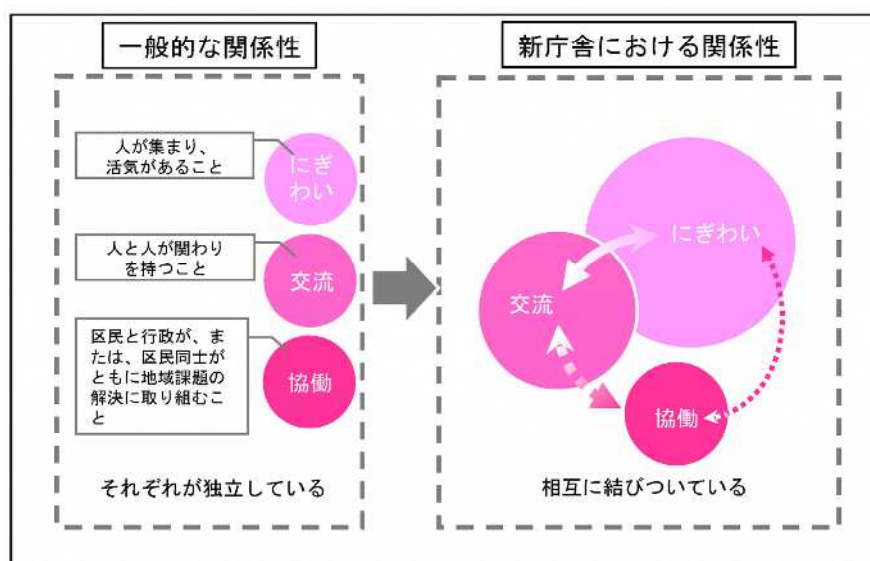 一般的な関係性
人が集まり、
活気があること
にぎ
わい
人と人が関わり
を持つこと
交流
区民と行政が、ま
たは、区民同士が
ともに地域課題の
解決に取り組むこ
と
協働
それぞれが独立している
新庁舎における関係性
にぎわい
交流
協働
相互に結びついている